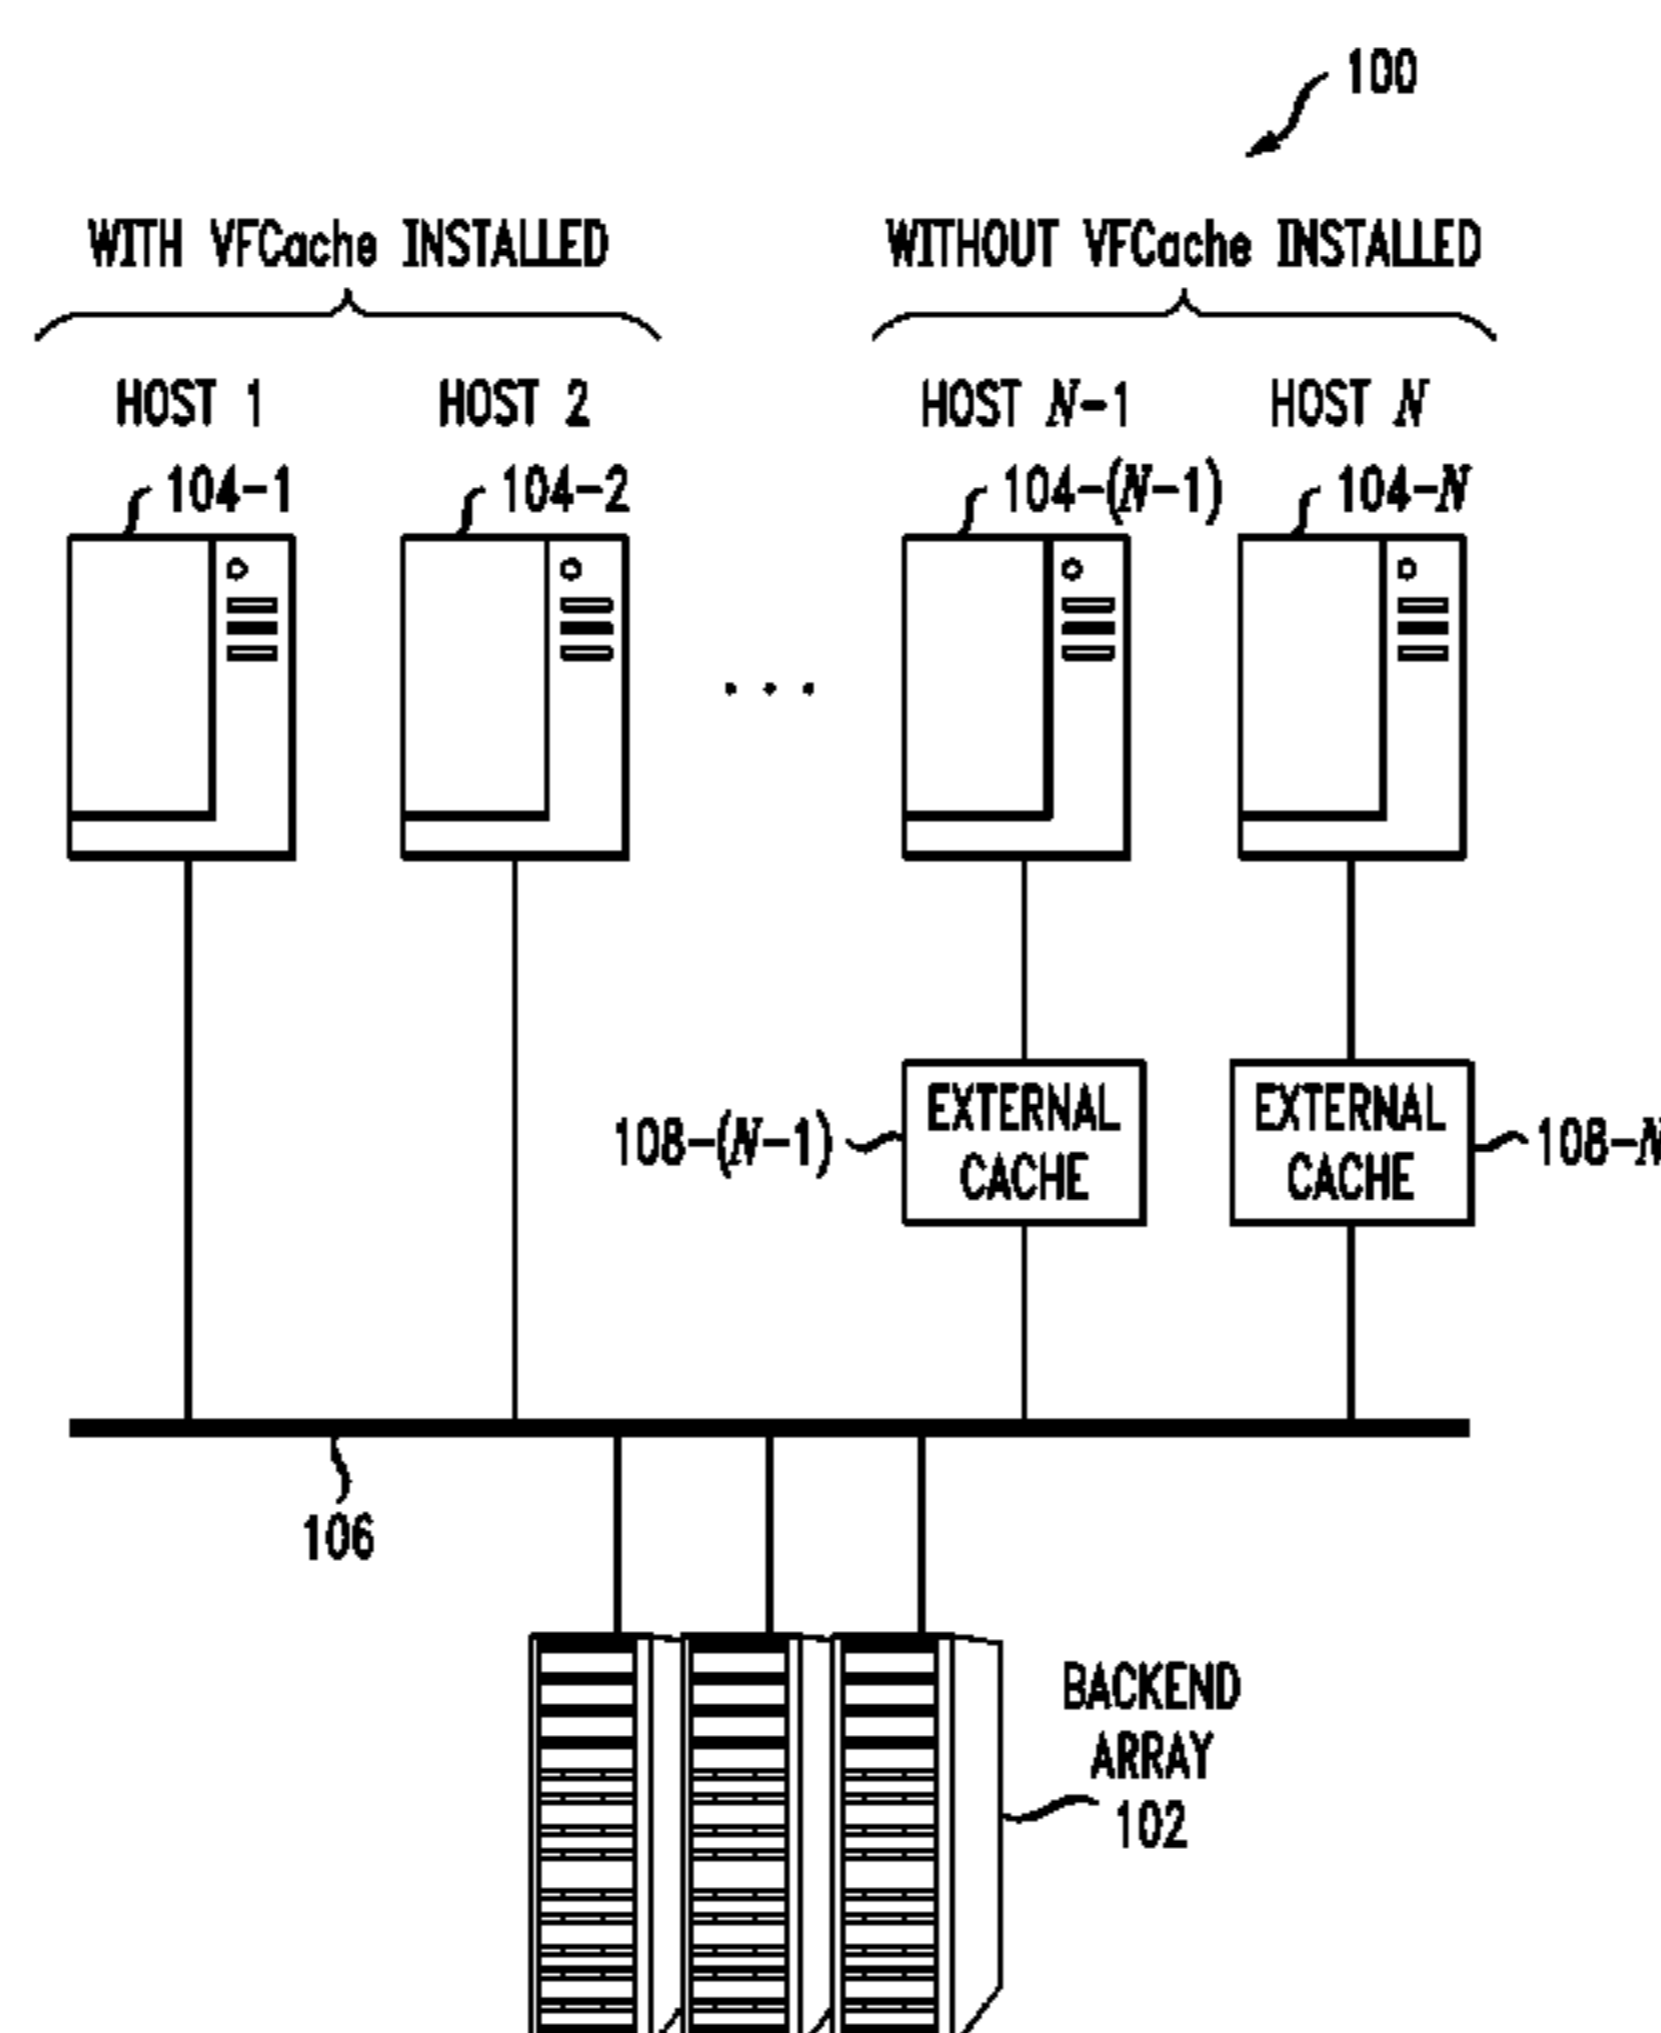 100
WITH VFCache INSTALLED
WITHOUT VFCache INSTALLED
HOST 1
HOST 2
HOST N-1
HOST N
104-1
104-2
104-(N-1)
104-N
. . .
EXTERNAL
CACHE
108-(N-1)
EXTERNAL
CACHE
108-N
106
BACKEND
ARRAY
102